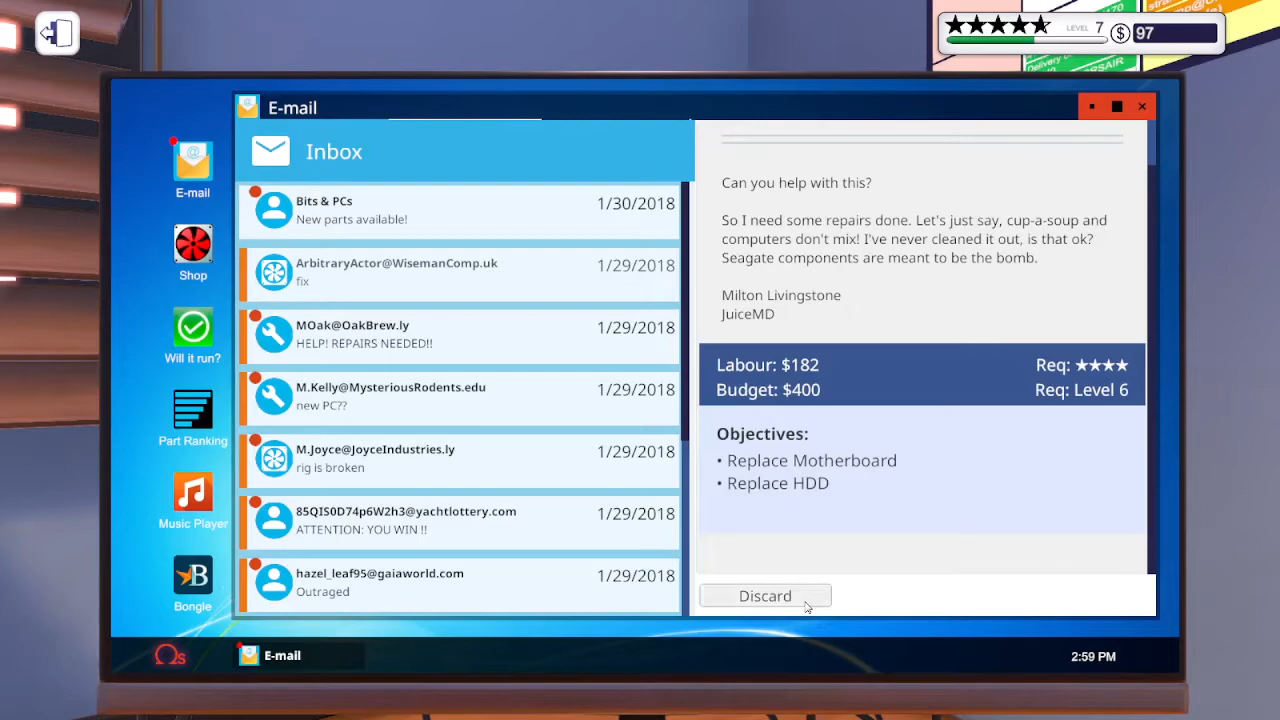 LEVEL 7
$ 97
Delivery
CORSAIR
E-mail
Inbox
Bits & PCs
1/30/2018
New parts available!
ArbitraryActor@WisemanComp.uk
1/29/2018
fix
MOak@OakBrew.ly
1/29/2018
HELP! REPAIRS NEEDED!!
M.Kelly@MysteriousRodents.edu
1/29/2018
new PC??
M.Joyce@JoyceIndustries.ly
1/29/2018
rig is broken
85QIS0D74p6W2h3@yachtlottery.com
1/29/2018
ATTENTION: YOU WIN !!
hazel_leaf95@gaiaworld.com
1/29/2018
Outraged
Can you help with this?
So I need some repairs done. Let's just say, cup-a-soup and
computers don't mix! I've never cleaned it out, is that ok?
Seagate components are meant to be the bomb.
Milton Livingstone
JuiceMD
Labour: $182
Req: ★★★★
Budget: $400
Req: Level 6
Objectives:
• Replace Motherboard
• Replace HDD
Discard
E-mail
Shop
Will it run?
Part Ranking
Music Player
B
Bongle
Ωs
E-mail
2:59 PM